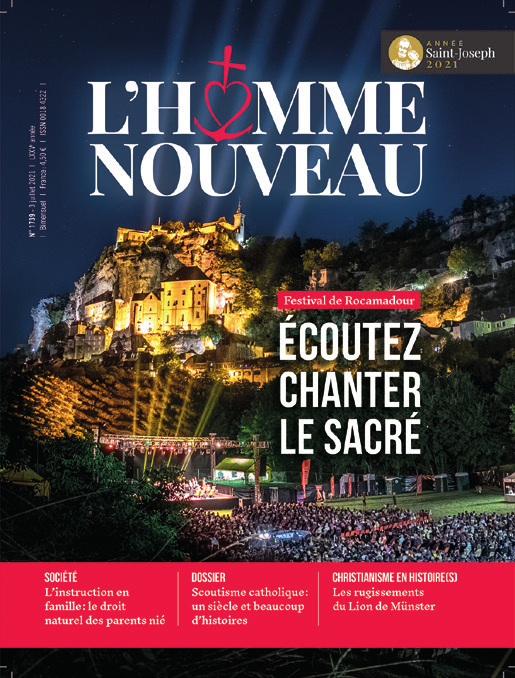 ANNÉE
Saint-Joseph
2021
L'HOMME
NOUVEAU
N° 1739 - 3 juillet 2021 | LXXVe année
| Bimensuel | France : 4,50 € | ISSN 0018 4322 |
Festival de Rocamadour
ÉCOUTEZ
CHANTER
LE SACRÉ
SOCIÉTÉ
L'instruction en
famille : le droit
naturel des parents nié
DOSSIER
Scoutisme catholique :
un siècle et beaucoup
d'histoires
CHRISTIANISME EN HISTOIRE(S)
Les rugissements
du Lion de Münster